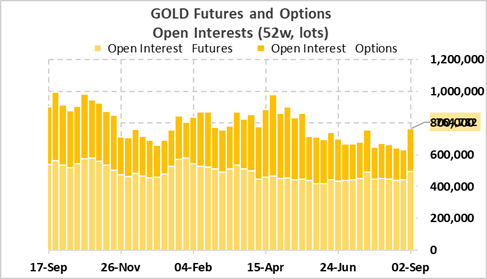 GOLD Futures and Options
Open Interests (52w, lots)
Open Interest Futures Open Interest Options
1,200,000
1,000,000
600,000
400,000
200,000
0
17-Sep 26-Nov 04-Feb 15-Apr 24-Jun 02-Sep